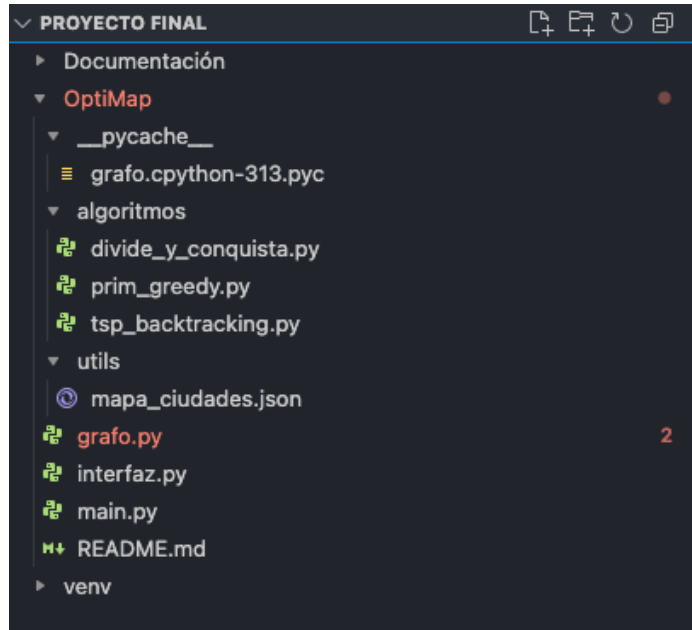 PROYECTO FINAL
Documentación
OptiMap
__pycache__
grafo.cpython-313.pyc
algoritmos
divide_y_conquista.py
prim_greedy.py
tsp_backtracking.py
utils
mapa_ciudades.json
grafo.py 2
interfaz.py
main.py
README.md
venv